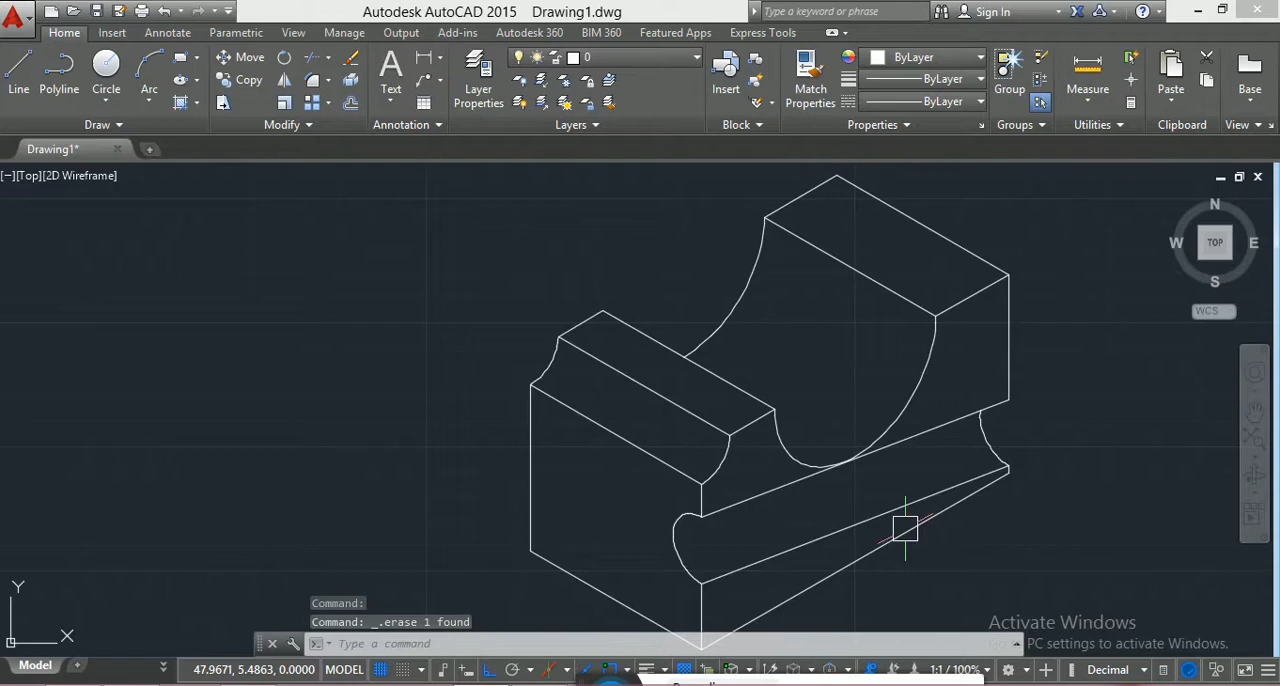 Autodesk AutoCAD 2015 Drawing1.dwg
Type a keyword or phrase
Sign In
Home Insert Annotate Parametric View Manage Output Add-ins Autodesk 360 BIM 360 Featured Apps Express Tools
Line
Polyline
Circle
Arc
Draw
Move
Copy
Modify
Text
Annotation
Layer
Properties
0
Layers
Insert
Block
Match
Properties
ByLayer
ByLayer
ByLayer
Properties
Group
Groups
Measure
Utilities
Paste
Clipboard
Base
View
Drawing1*
[−][Top][2D Wireframe]
N
W TOP E
S
WCS
Y
X
Command:
Command: _.erase 1 found
Type a command
Activate Windows
PC settings to activate Windows.
Model
47.9671, 5.4863, 0.0000 MODEL
1:1 / 100%
Decimal